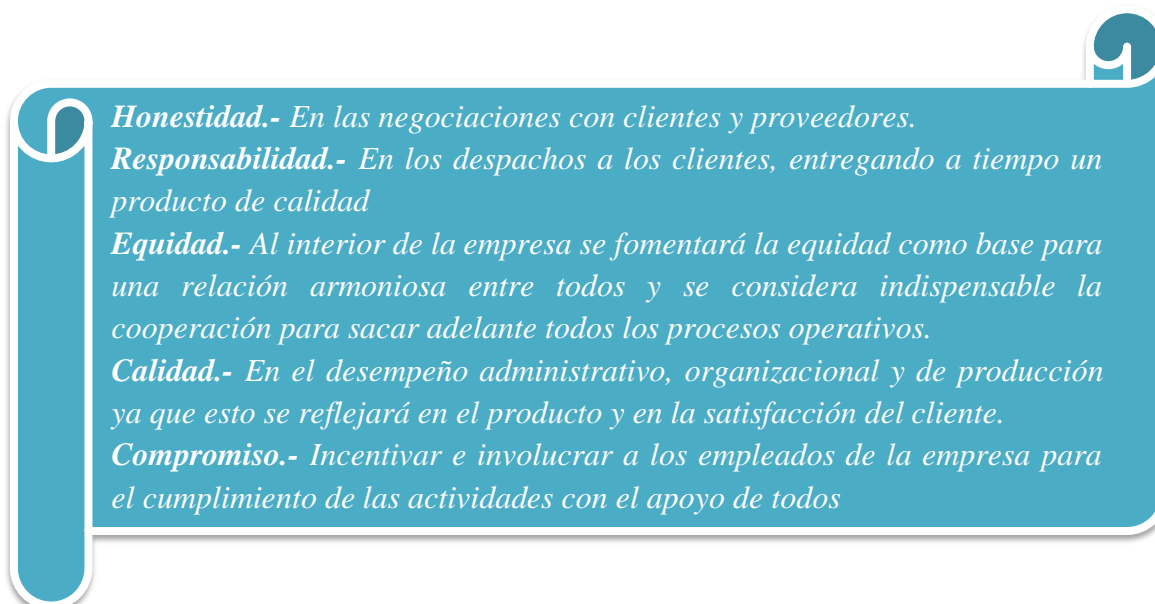 Honestidad.- En las negociaciones con clientes y proveedores.
Responsabilidad.- En los despachos a los clientes, entregando a tiempo un
producto de calidad
Equidad.- Al interior de la empresa se fomentará la equidad como base para
una relación armoniosa entre todos y se considera indispensable la
cooperación para sacar adelante todos los procesos operativos.
Calidad.- En el desempeño administrativo, organizacional y de producción
ya que esto se reflejará en el producto y en la satisfacción del cliente.
Compromiso.- Incentivar e involucrar a los empleados de la empresa para
el cumplimiento de las actividades con el apoyo de todos